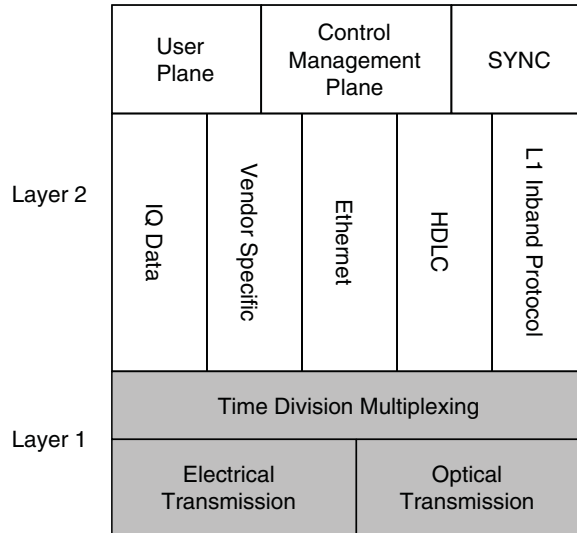 User
Plane
Control
Management
Plane
SYNC
Layer 2
IQ Data
Vendor Specific
Ethernet
HDLC
L1 Inband Protocol
Layer 1
Time Division Multiplexing
Electrical
Transmission
Optical
Transmission